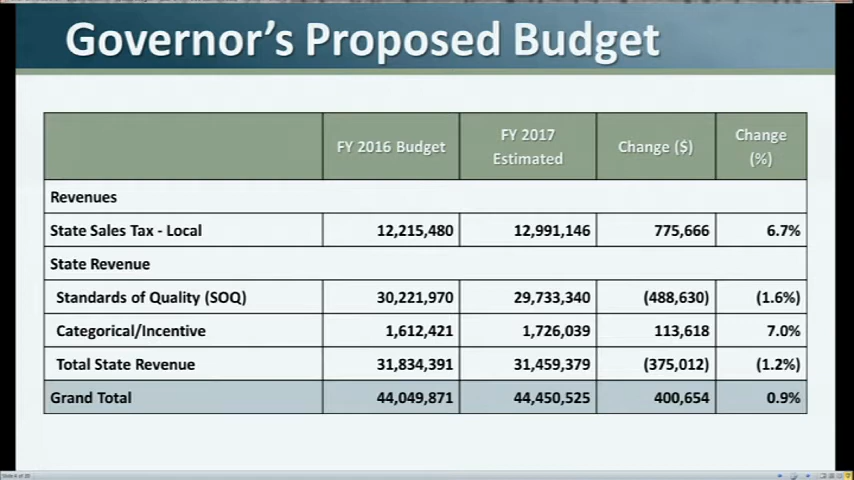 Governor's Proposed Budget
FY 2016 Budget FY 2017 Estimated Change ($) Change (%)
Revenues
State Sales Tax - Local 12,215,480 12,991,146 775,666 6.7%
State Revenue
Standards of Quality (SOQ) 30,221,970 29,733,340 (488,630) (1.6%)
Categorical/Incentive 1,612,421 1,726,039 113,618 7.0%
Total State Revenue 31,834,391 31,459,379 (375,012) (1.2%)
Grand Total 44,049,871 44,450,525 400,654 0.9%